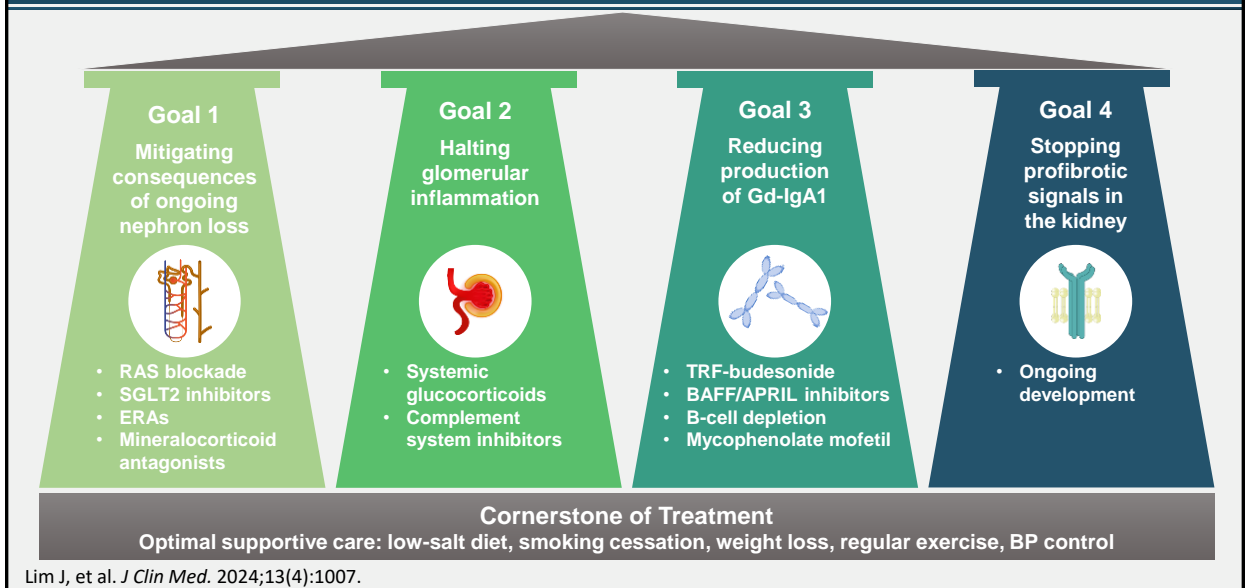 Goal 1
Mitigating
consequences
of ongoing
nephron loss
• RAS blockade
• SGLT2 inhibitors
• ERAs
• Mineralocorticoid
antagonists
Goal 2
Halting
glomerular
inflammation
• Systemic
glucocorticoids
• Complement
system inhibitors
Goal 3
Reducing
production
of Gd-IgA1
• TRF-budesonide
• BAFF/APRIL inhibitors
• B-cell depletion
• Mycophenolate mofetil
Goal 4
Stopping
profibrotic
signals in
the kidney
• Ongoing
development
Cornerstone of Treatment
Optimal supportive care: low-salt diet, smoking cessation, weight loss, regular exercise, BP control
Lim J, et al. J Clin Med. 2024;13(4):1007.